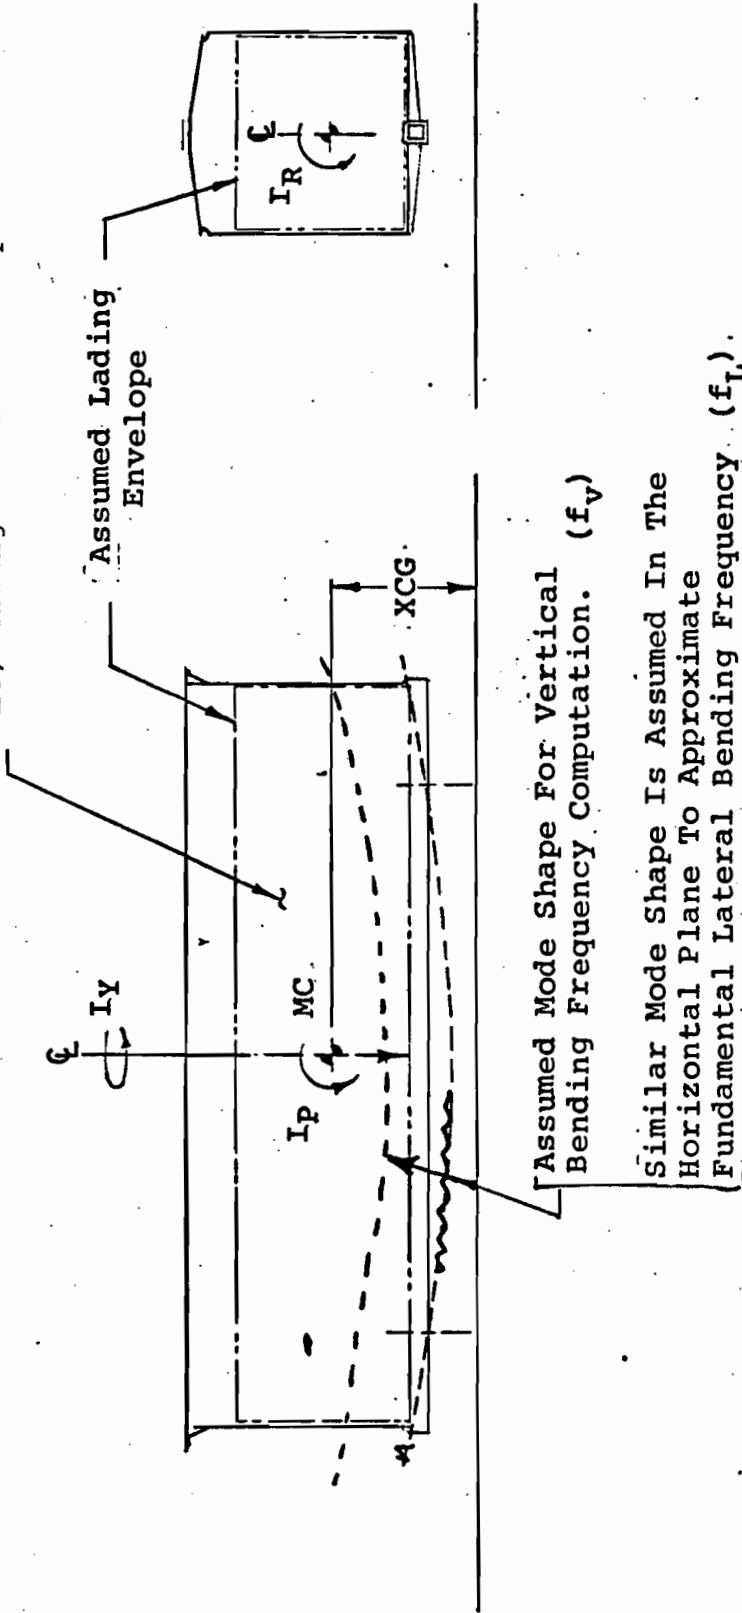 Assumed Lading
Envelope
℄
I_R
℄
I_Y
MC
I_P
XCG
Assumed Mode Shape For Vertical
Bending Frequency Computation. (f_v)
Similar Mode Shape Is Assumed In The
Horizontal Plane To Approximate
Fundamental Lateral Bending Frequency (f_L).